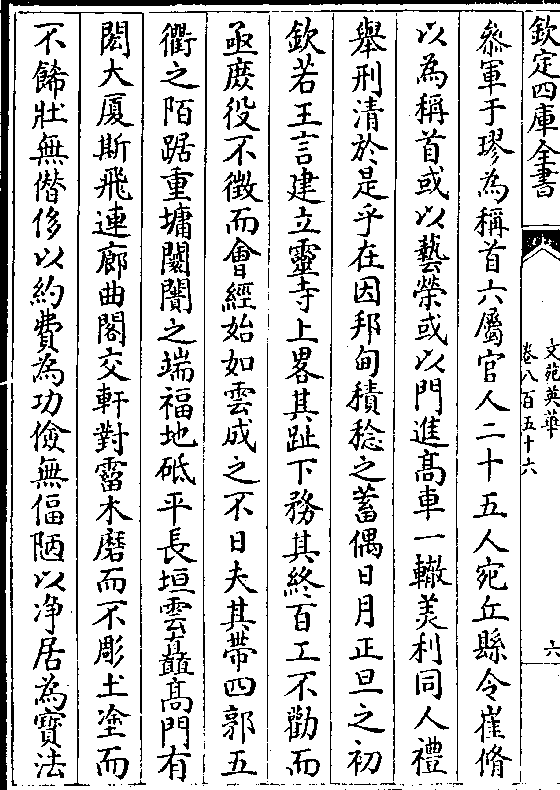 欽定四庫全書
文苑英華
卷八百五十六
六
叅軍于璆為稱首六屬官人二十五人宛丘縣令崔脩
以為稱首或以藝榮或以門進髙車一轍羙利同人禮
舉刑清於是乎在因邦甸積稔之蓄偶日月正旦之初
欽若王言建立靈寺上畧其趾下務其終百工不勸而
亟庶役不徴而㑹經始如雲成之不日夫其帶四郭五
衢之陌踞重墉闤闠之端福地砥平長垣雲矗髙門有
閎大厦斯飛連廊曲閣交軒對霤木磨而不彫土塗而
不餙壯無僭侈以約費為功儉無偪陋以净居為寳法